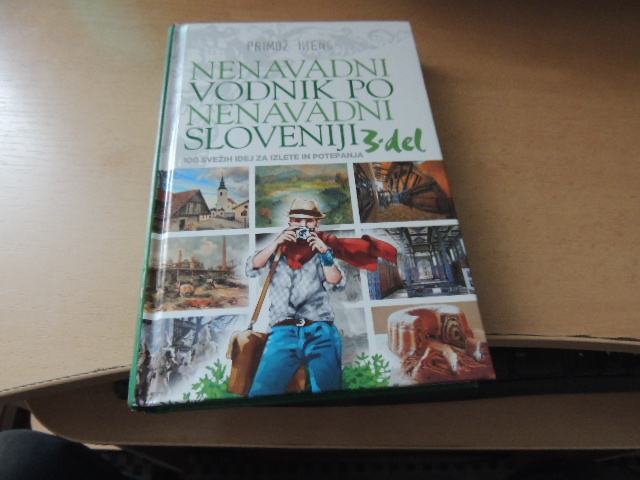 PRIMOŽ HIENG
NENAVADNI
VODNIK PO
NENAVADNI
SLOVENIJI 3. del
100 SVEŽIH IDEJ ZA IZLETE IN POTEPANJA